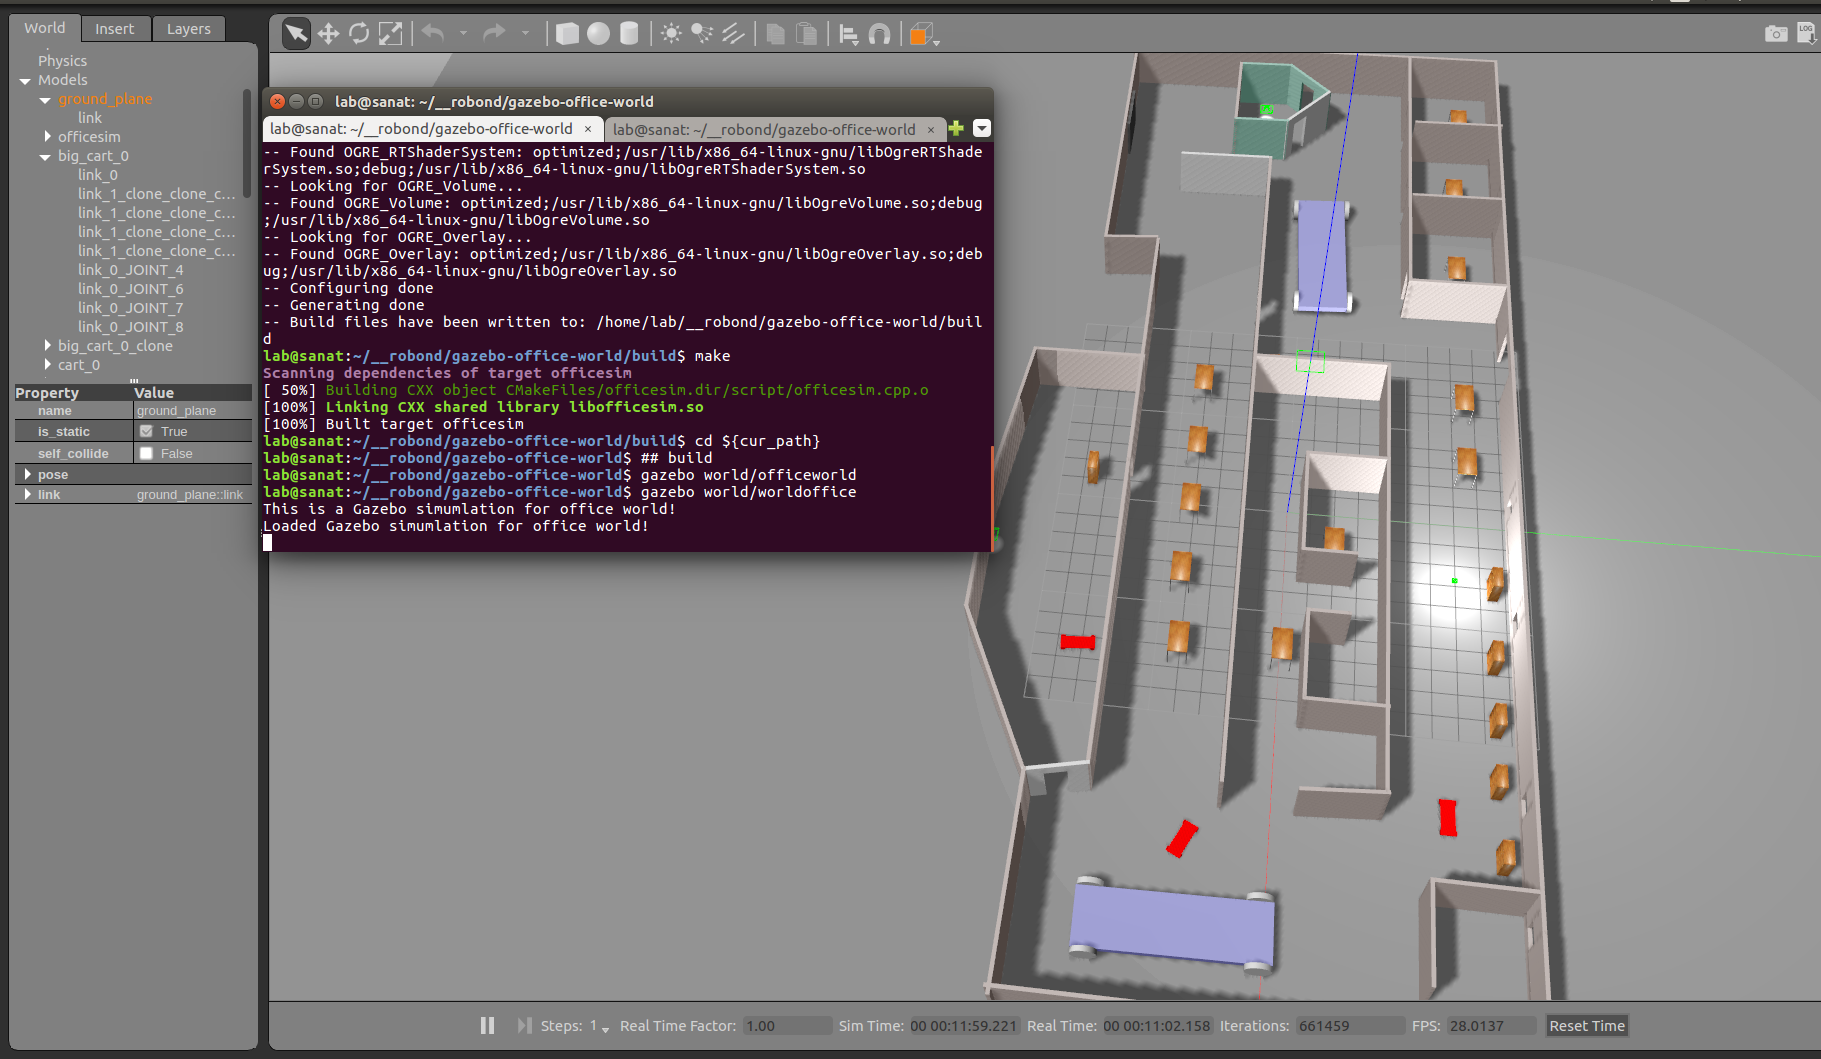 World Insert Layers
Physics
Models
ground_plane
link
officesim
big_cart_0
link_0
link_1_clone_clone_c...
link_1_clone_clone_c...
link_1_clone_clone_c...
link_1_clone_clone_c...
link_0_JOINT_4
link_0_JOINT_6
link_0_JOINT_7
link_0_JOINT_8
big_cart_0_clone
cart_0
Property Value
name ground_plane
is_static True
self_collide False
pose
link ground_plane::link
LOG
lab@sanat: ~/__robond/gazebo-office-world
lab@sanat: ~/__robond/gazebo-office-world × lab@sanat: ~/__robond/gazebo-office-world ×
-- Found OGRE_RTShaderSystem: optimized;/usr/lib/x86_64-linux-gnu/libOgreRTShade
rSystem.so;debug;/usr/lib/x86_64-linux-gnu/libOgreRTShaderSystem.so
-- Looking for OGRE_Volume...
-- Found OGRE_Volume: optimized;/usr/lib/x86_64-linux-gnu/libOgreVolume.so;debug
;/usr/lib/x86_64-linux-gnu/libOgreVolume.so
-- Looking for OGRE_Overlay...
-- Found OGRE_Overlay: optimized;/usr/lib/x86_64-linux-gnu/libOgreOverlay.so;deb
ug;/usr/lib/x86_64-linux-gnu/libOgreOverlay.so
-- Configuring done
-- Generating done
-- Build files have been written to: /home/lab/__robond/gazebo-office-world/buil
d
lab@sanat:~/__robond/gazebo-office-world/build$ make
Scanning dependencies of target officesim
[ 50%] Building CXX object CMakeFiles/officesim.dir/script/officesim.cpp.o
[100%] Linking CXX shared library libofficesim.so
[100%] Built target officesim
lab@sanat:~/__robond/gazebo-office-world/build$ cd ${cur_path}
lab@sanat:~/__robond/gazebo-office-world$ ## build
lab@sanat:~/__robond/gazebo-office-world$ gazebo world/officeworld
lab@sanat:~/__robond/gazebo-office-world$ gazebo world/worldoffice
This is a Gazebo simumlation for office world!
Loaded Gazebo simumlation for office world!
Steps: 1 Real Time Factor: 1.00 Sim Time: 00 00:11:59.221 Real Time: 00 00:11:02.158 Iterations: 661459 FPS: 28.0137 Reset Time